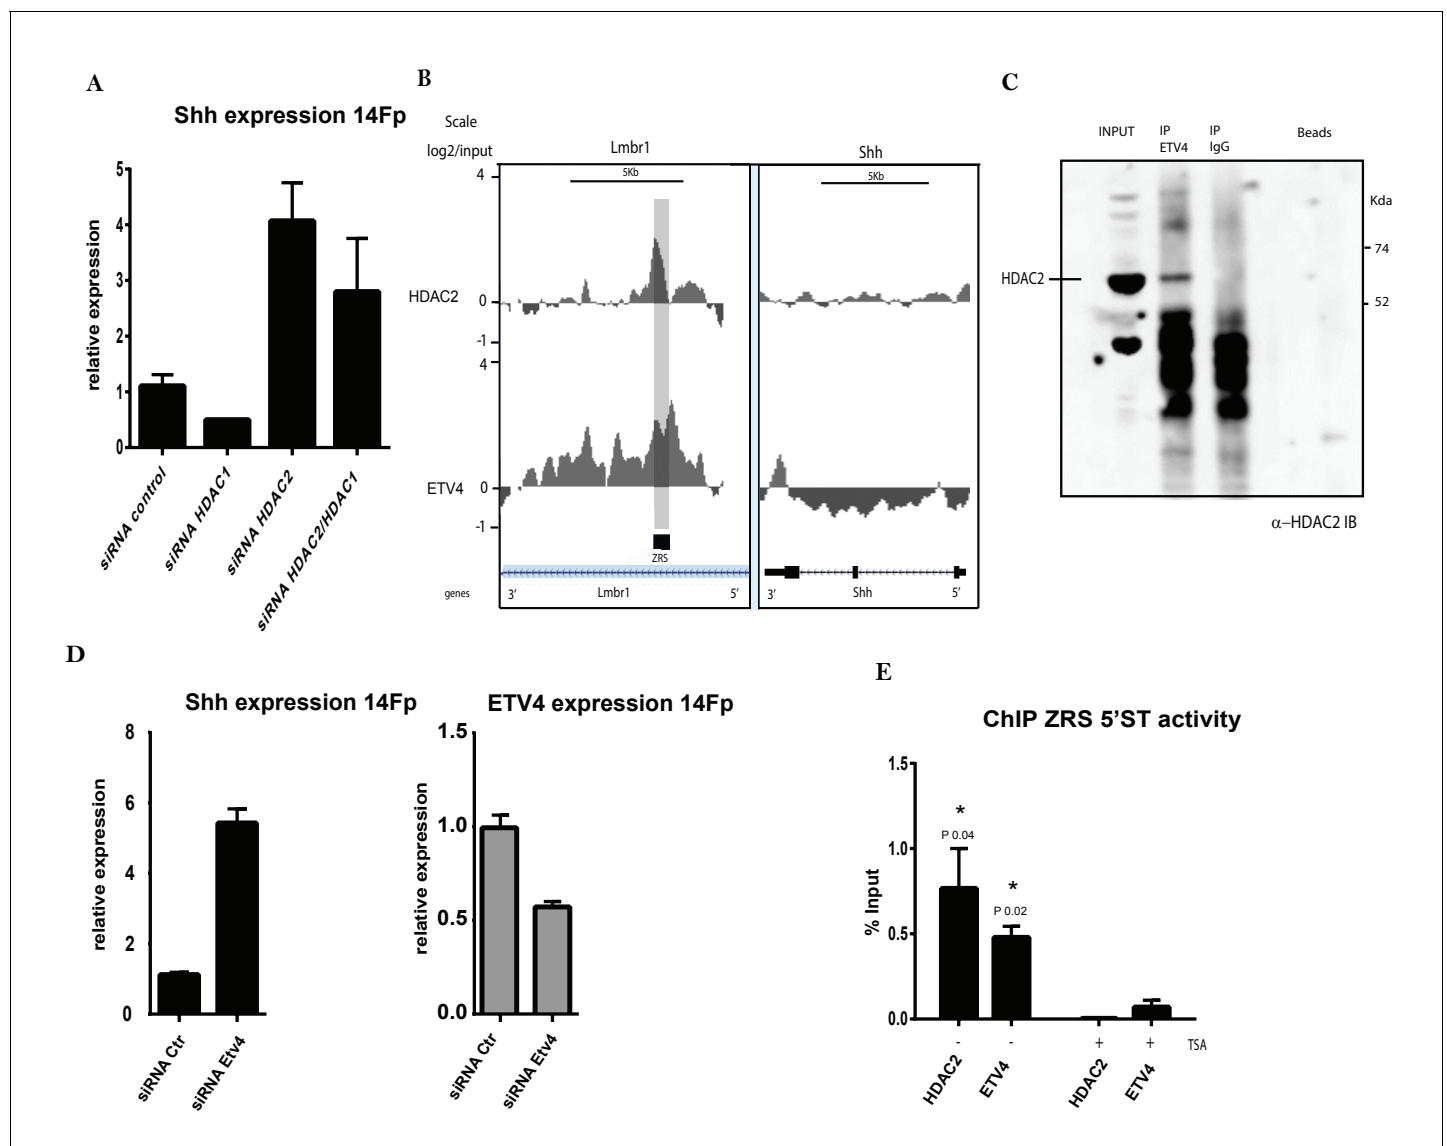 A
Shh expression 14Fp
relative expression
5
4
3
2
1
0
siRNA control
siRNA HDAC1
siRNA HDAC2
siRNA HDAC2/HDAC1
B
Scale
log2/input
Lmbr1
Shh
5Kb
5Kb
4
HDAC2
0
-1
4
ETV4
0
-1
ZRS
genes
3′
Lmbr1
5′
3′
Shh
5′
C
INPUT
IP
ETV4
IP
IgG
Beads
Kda
74
HDAC2
52
α–HDAC2 IB
D
Shh expression 14Fp
relative expression
8
6
4
2
0
siRNA Ctr
siRNA Etv4
ETV4 expression 14Fp
relative expression
1.5
1.0
0.5
0.0
siRNA Ctr
siRNA Etv4
E
ChIP ZRS 5'ST activity
% Input
1.5
1.0
0.5
0.0
*
P 0.04
*
P 0.02
- - + + TSA
HDAC2
ETV4
HDAC2
ETV4